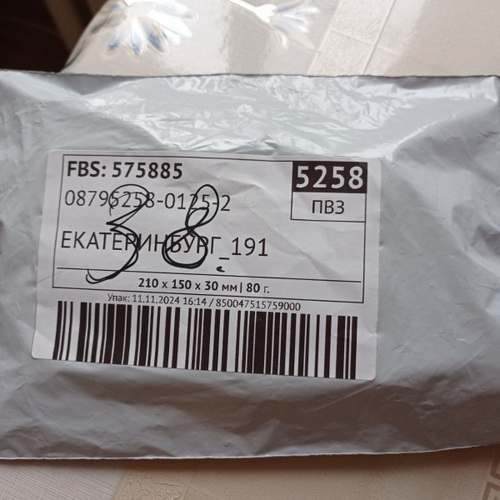 FBS: 575885
5258
08795258-0125-2
ПВЗ
ЕКАТЕРИНБУРГ_191
38
210 x 150 x 30 мм | 80 г.
Упак: 11.11.2024 16:14 / 850047515759000